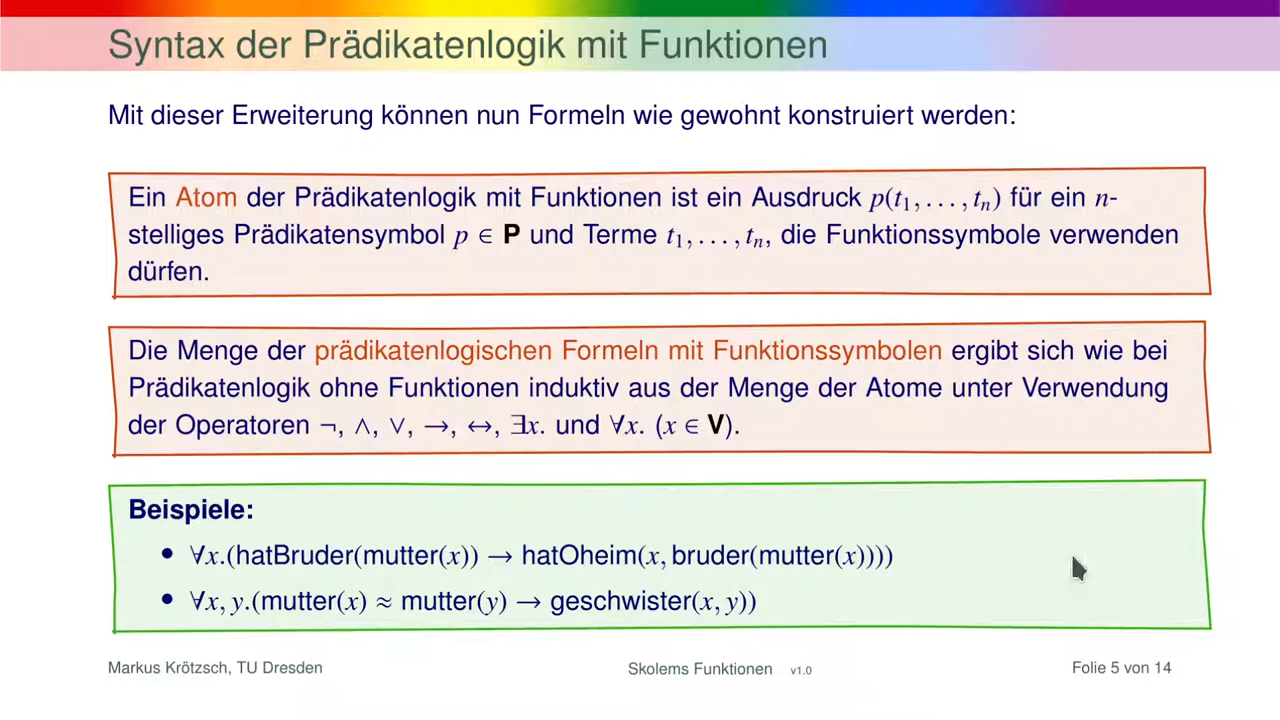 Syntax der Prädikatenlogik mit Funktionen
Mit dieser Erweiterung können nun Formeln wie gewohnt konstruiert werden:
Ein Atom der Prädikatenlogik mit Funktionen ist ein Ausdruck p(t₁, . . . , tₙ) für ein n-
stelliges Prädikatensymbol p ∈ P und Terme t₁, . . . , tₙ, die Funktionssymbole verwenden
dürfen.
Die Menge der prädikatenlogischen Formeln mit Funktionssymbolen ergibt sich wie bei
Prädikatenlogik ohne Funktionen induktiv aus der Menge der Atome unter Verwendung
der Operatoren ¬, ∧, ∨, →, ↔, ∃x. und ∀x. (x ∈ V).
Beispiele:
• ∀x.(hatBruder(mutter(x)) → hatOheim(x, bruder(mutter(x))))
• ∀x, y.(mutter(x) ≈ mutter(y) → geschwister(x, y))
Markus Krötzsch, TU Dresden Skolems Funktionen v1.0 Folie 5 von 14